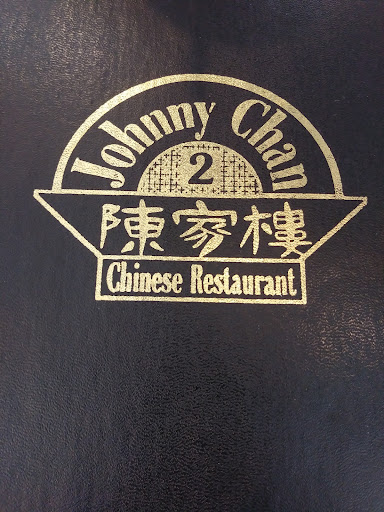 Johnny Chan
2
陳家樓
Chinese Restaurant